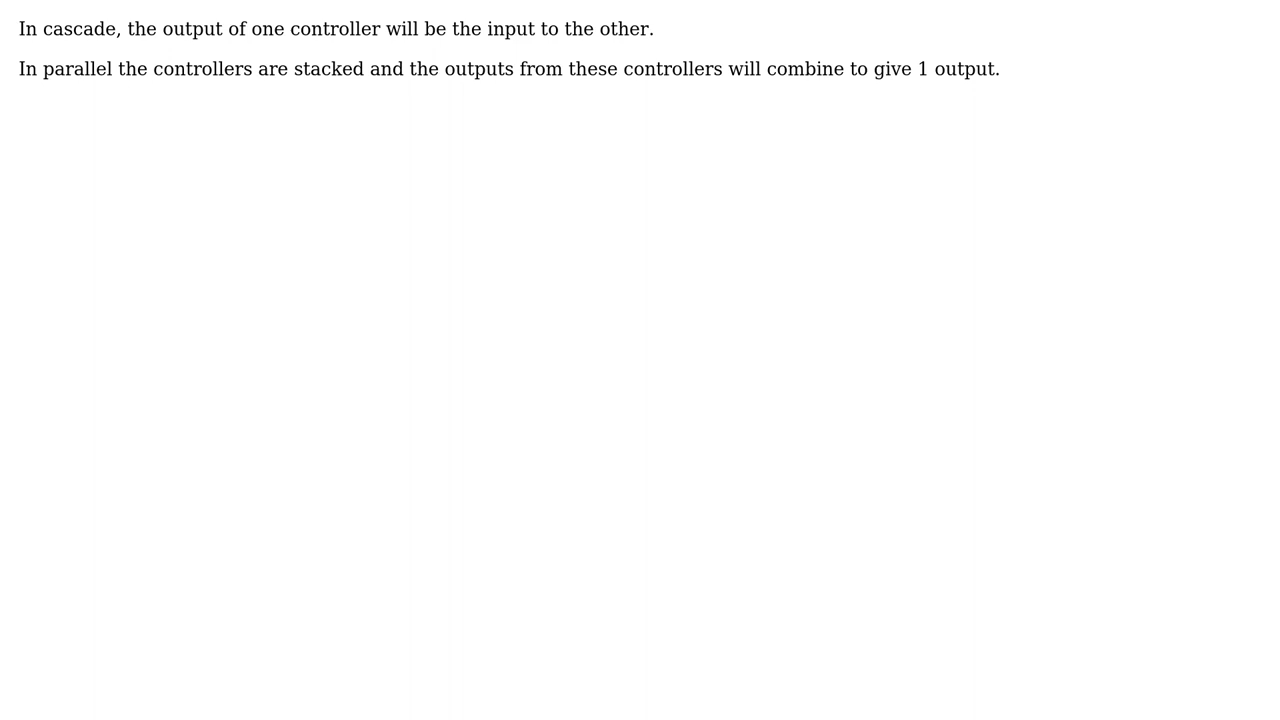 In cascade, the output of one controller will be the input to the other.
In parallel the controllers are stacked and the outputs from these controllers will combine to give 1 output.